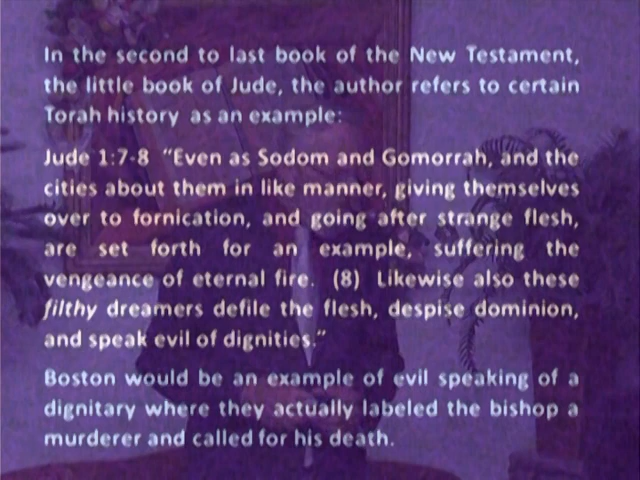 In the second to last book of the New Testament,
the little book of Jude, the author refers to certain
Torah history as an example:
Jude 1:7-8 "Even as Sodom and Gomorrah, and the
cities about them in like manner, giving themselves
over to fornication, and going after strange flesh,
are set forth for an example, suffering the
vengeance of eternal fire. (8) Likewise also these
filthy dreamers defile the flesh, despise dominion,
and speak evil of dignities."
Boston would be an example of evil speaking of a
dignitary where they actually labeled the bishop a
murderer and called for his death.